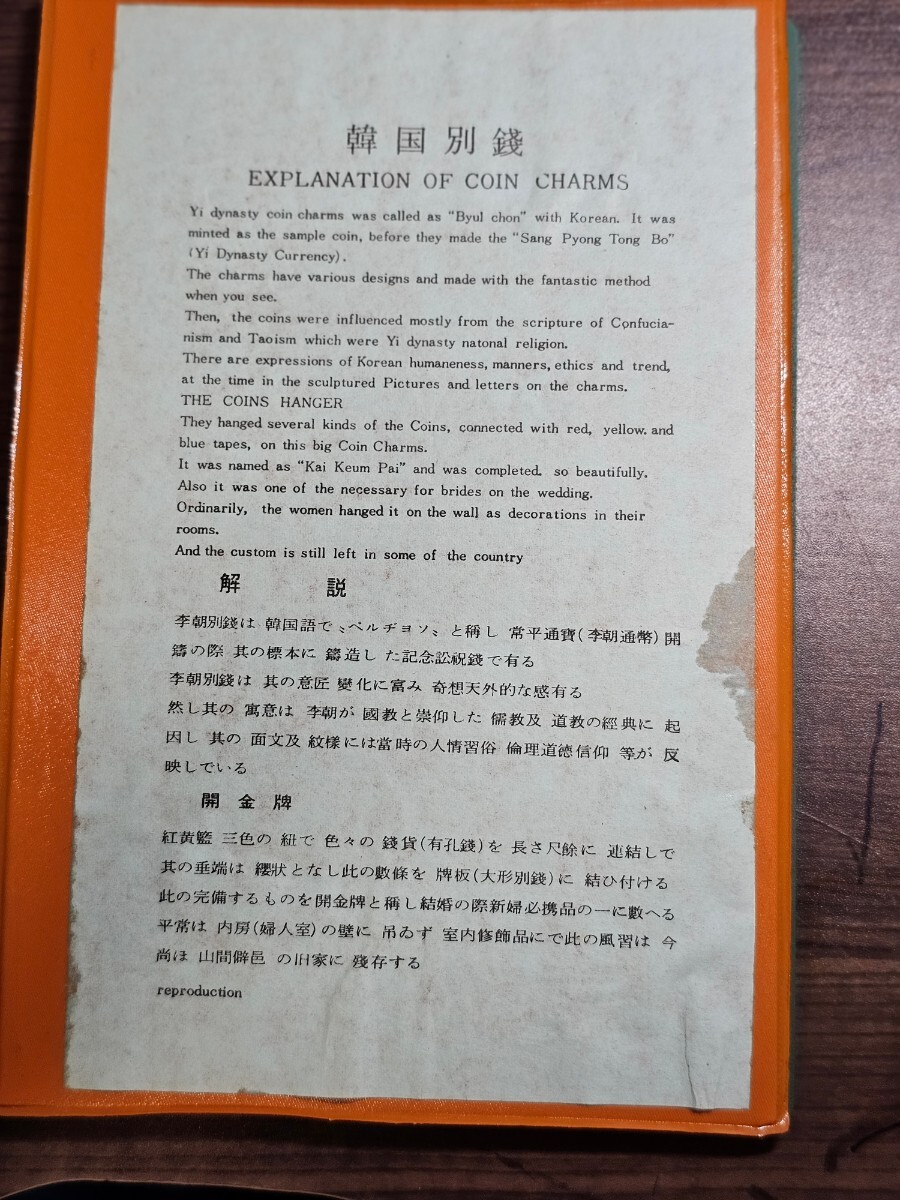 韓国別錢
EXPLANATION OF COIN CHARMS
Yi dynasty coin charms was called as "Byul chon" with Korean. It was
minted as the sample coin, before they made the "Sang Pyong Tong Bo"
(Yi Dynasty Currency).
The charms have various designs and made with the fantastic method
when you see.
Then, the coins were influenced mostly from the scripture of Confucia-
nism and Taoism which were Yi dynasty natonal religion.
There are expressions of Korean humaneness, manners, ethics and trend,
at the time in the sculptured Pictures and letters on the charms.
THE COINS HANGER
They hanged several kinds of the Coins, connected with red, yellow. and
blue tapes, on this big Coin Charms.
It was named as "Kai Keum Pai" and was completed. so beautifully.
Also it was one of the necessary for brides on the wedding.
Ordinarily, the women hanged it on the wall as decorations in their
rooms.
And the custom is still left in some of the country
解 説
李朝別錢は 韓国語で〝ベルヂョソ〟と稱し 常平通寶(李朝通幣)開
鑄の際 其の標本に 鑄造した記念訟祝錢で有る
李朝別錢は 其の意匠 變化に富み 奇想天外的な感有る
然し其の 寓意は 李朝が 國教と崇仰した 儒教及 道教の經典に 起
因し 其の 面文及 紋樣には當時の人情習俗 倫理道徳信仰 等が 反
映している
開金牌
紅黄籃 三色の 紐で 色々の 錢貨(有孔錢)を 長さ尺餘に 連結しで
其の垂端は 纓狀となし此の數條を 牌板(大形別錢)に 結ひ付ける
此の完備するものを開金牌と稱し結婚の際新婦必携品の一に數へる
平常は 内房(婦人室)の壁に 吊ゐず 室内修飾品にで此の風習は 今
尚ほ 山間僻邑 の旧家に 殘存する
reproduction